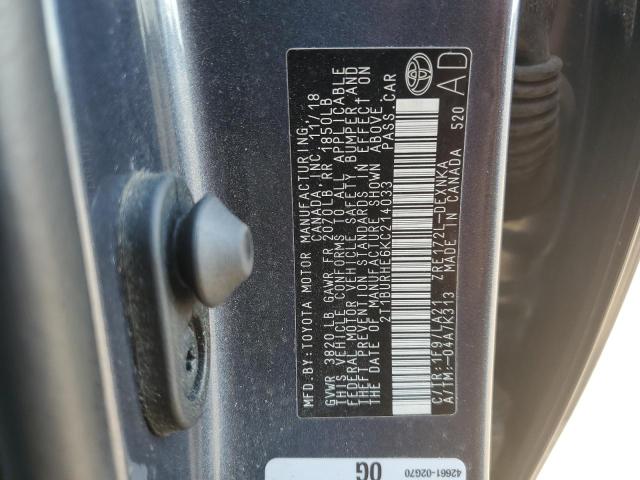 MFD.BY:TOYOTA MOTOR MANUFACTURING,
CANADA, INC. 11/18
GVWR 3820 LB GAWR FR 2070LB RR 1850LB
THIS VEHICLE CONFORMS TO ALL APPLICABLE
FEDERAL MOTOR VEHICLE SAFETY, BUMPER AND
THEFT PREVENTION STANDARDS IN EFFECT ON
THE DATE OF MANUFACTURE SHOWN ABOVE.
2T1BURHE6KC214033 PASS.CAR
C/TR:1F9/LA21 ZRE172L-DEXNKA
A/TM:-04A/K313 MADE IN CANADA 520
AD
TOYOTA
0G
42661-02G70